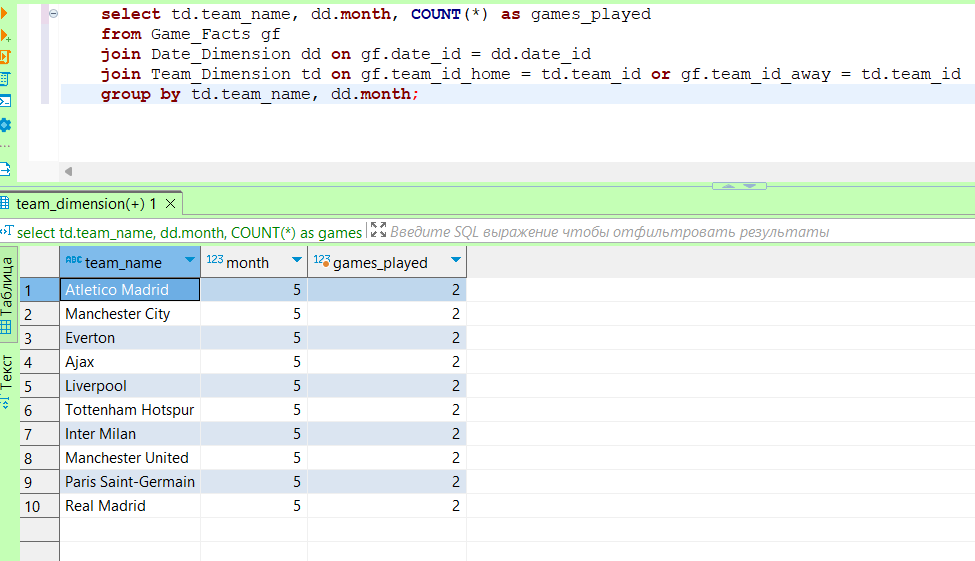 select td.team_name, dd.month, COUNT(*) as games_played
from Game_Facts gf
join Date_Dimension dd on gf.date_id = dd.date_id
join Team_Dimension td on gf.team_id_home = td.team_id or gf.team_id_away = td.team_id
group by td.team_name, dd.month;
team_dimension(+) 1
select td.team_name, dd.month, COUNT(*) as games Введите SQL выражение чтобы отфильтровать результаты
Таблица
Текст
ABC team_name 123 month 123 games_played
1 Atletico Madrid 5 2
2 Manchester City 5 2
3 Everton 5 2
4 Ajax 5 2
5 Liverpool 5 2
6 Tottenham Hotspur 5 2
7 Inter Milan 5 2
8 Manchester United 5 2
9 Paris Saint-Germain 5 2
10 Real Madrid 5 2